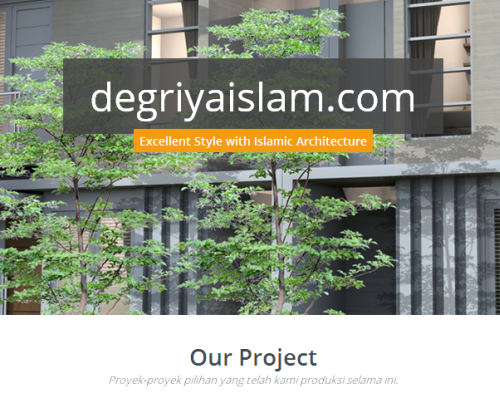 degriyaislam.com
Excellent Style with Islamic Architecture
Our Project
Proyek-proyek pilihan yang telah kami produksi selama ini.